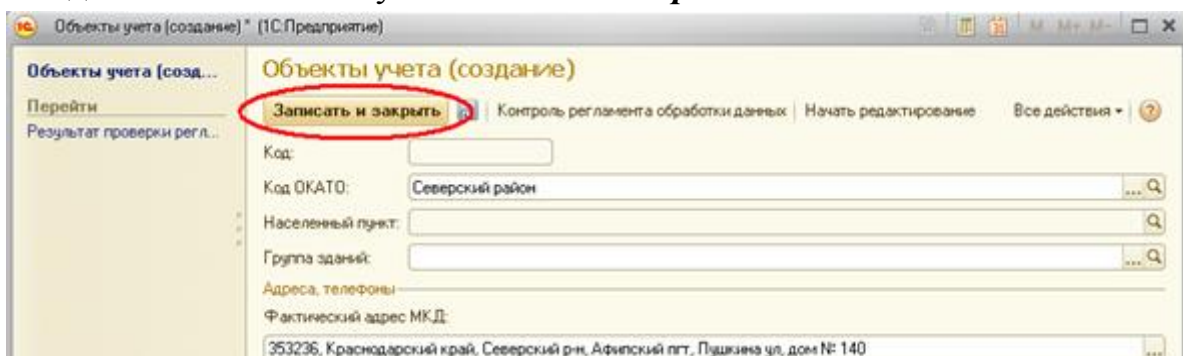 Объекты учета (создание) * (1С:Предприятие)
M M+ M-
Объекты учета (созд...
Перейти
Результат проверки регл...
Объекты учета (создание)
Записать и закрыть
Контроль регламента обработки данных
Начать редактирование
Все действия
Код:
Код ОКАТО: Северский район
Населенный пункт:
Группа зданий:
Адреса, телефоны
Фактический адрес МКД:
353236, Краснодарский край, Северский р-н, Афипский пгт, Пушкина ул, дом № 140